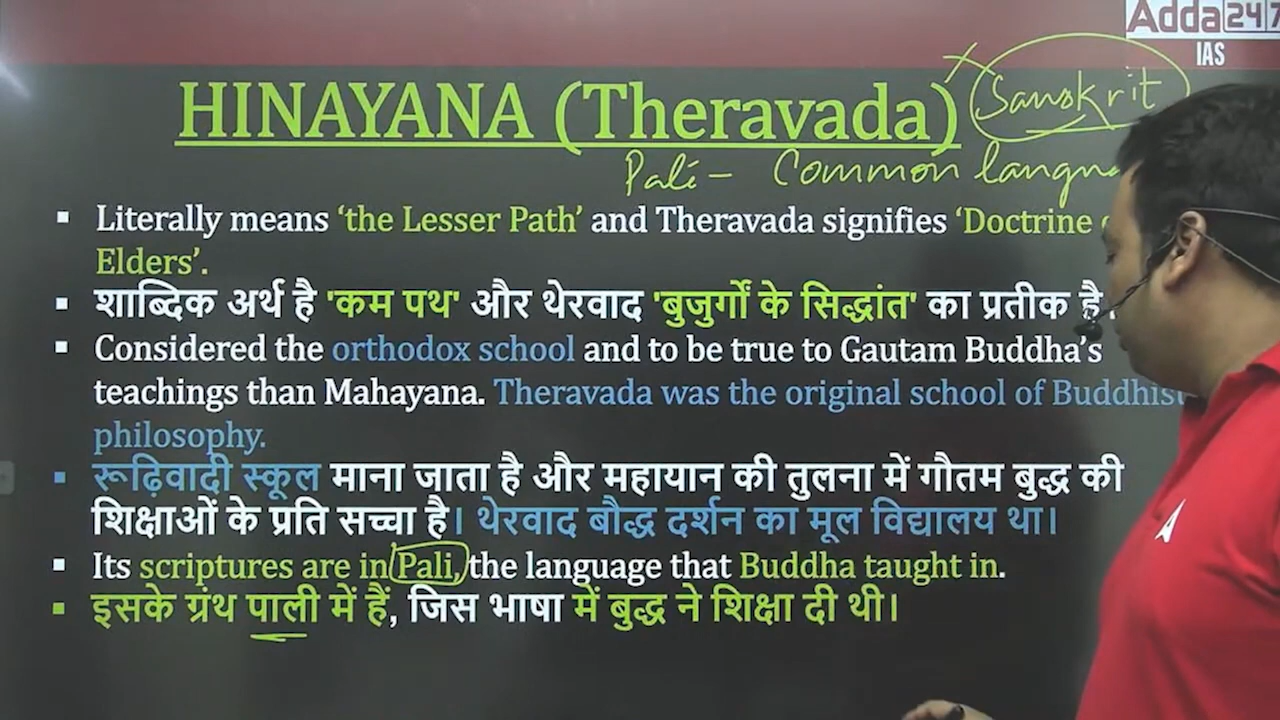 Adda247
IAS
HINAYANA (Theravada)
Sanskrit
Pali - Common
▪ Literally means ‘the Lesser Path’ and Theravada signifies ‘Doctrine
Elders’.
▪ शाब्दिक अर्थ है 'कम पथ' और थेरवाद 'बुजुर्गों के सिद्धांत' का प्रतीक है।
▪ Considered the orthodox school and to be true to Gautam Buddha’s
teachings than Mahayana. Theravada was the original school of Buddhist
philosophy.
▪ रूढ़िवादी स्कूल माना जाता है और महायान की तुलना में गौतम बुद्ध की
शिक्षाओं के प्रति सच्चा है। थेरवाद बौद्ध दर्शन का मूल विद्यालय था।
▪ Its scriptures are in Pali, the language that Buddha taught in.
▪ इसके ग्रंथ पाली में हैं, जिस भाषा में बुद्ध ने शिक्षा दी थी।